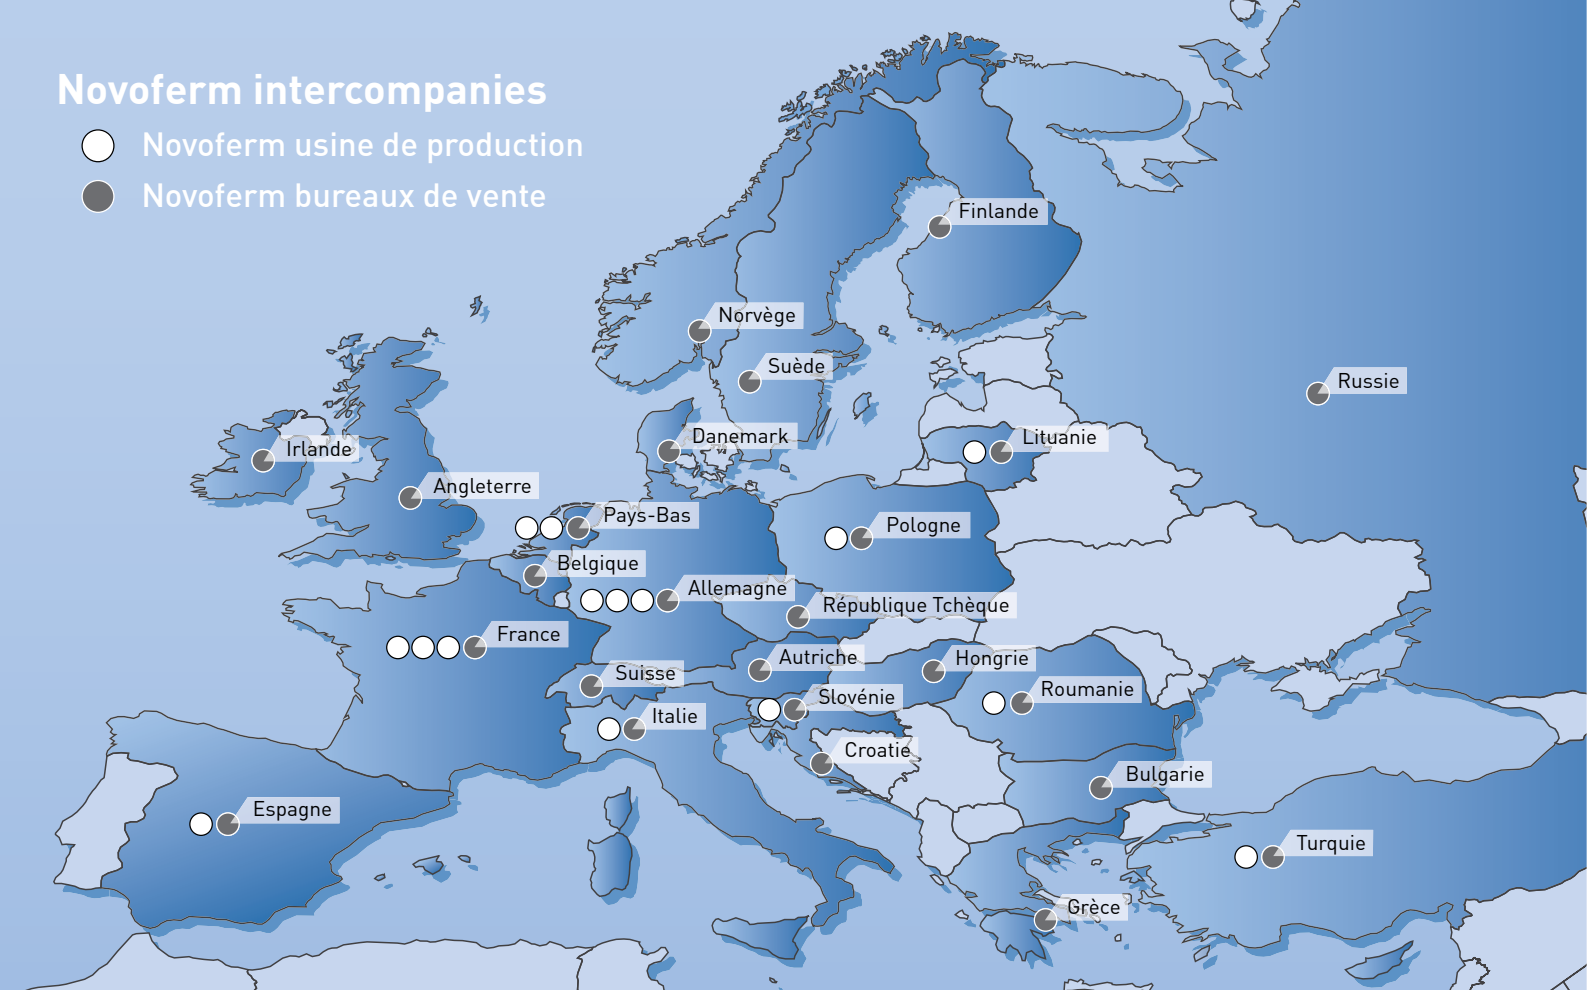 Novoferm intercompanies
Novoferm usine de production
Novoferm bureaux de vente
Finlande
Norvège
Suède
Russie
Danemark
Lituanie
Irlande
Angleterre
Pays-Bas
Pologne
Belgique
Allemagne
République Tchèque
France
Autriche
Hongrie
Suisse
Slovénie
Roumanie
Italie
Croatie
Bulgarie
Espagne
Turquie
Grèce